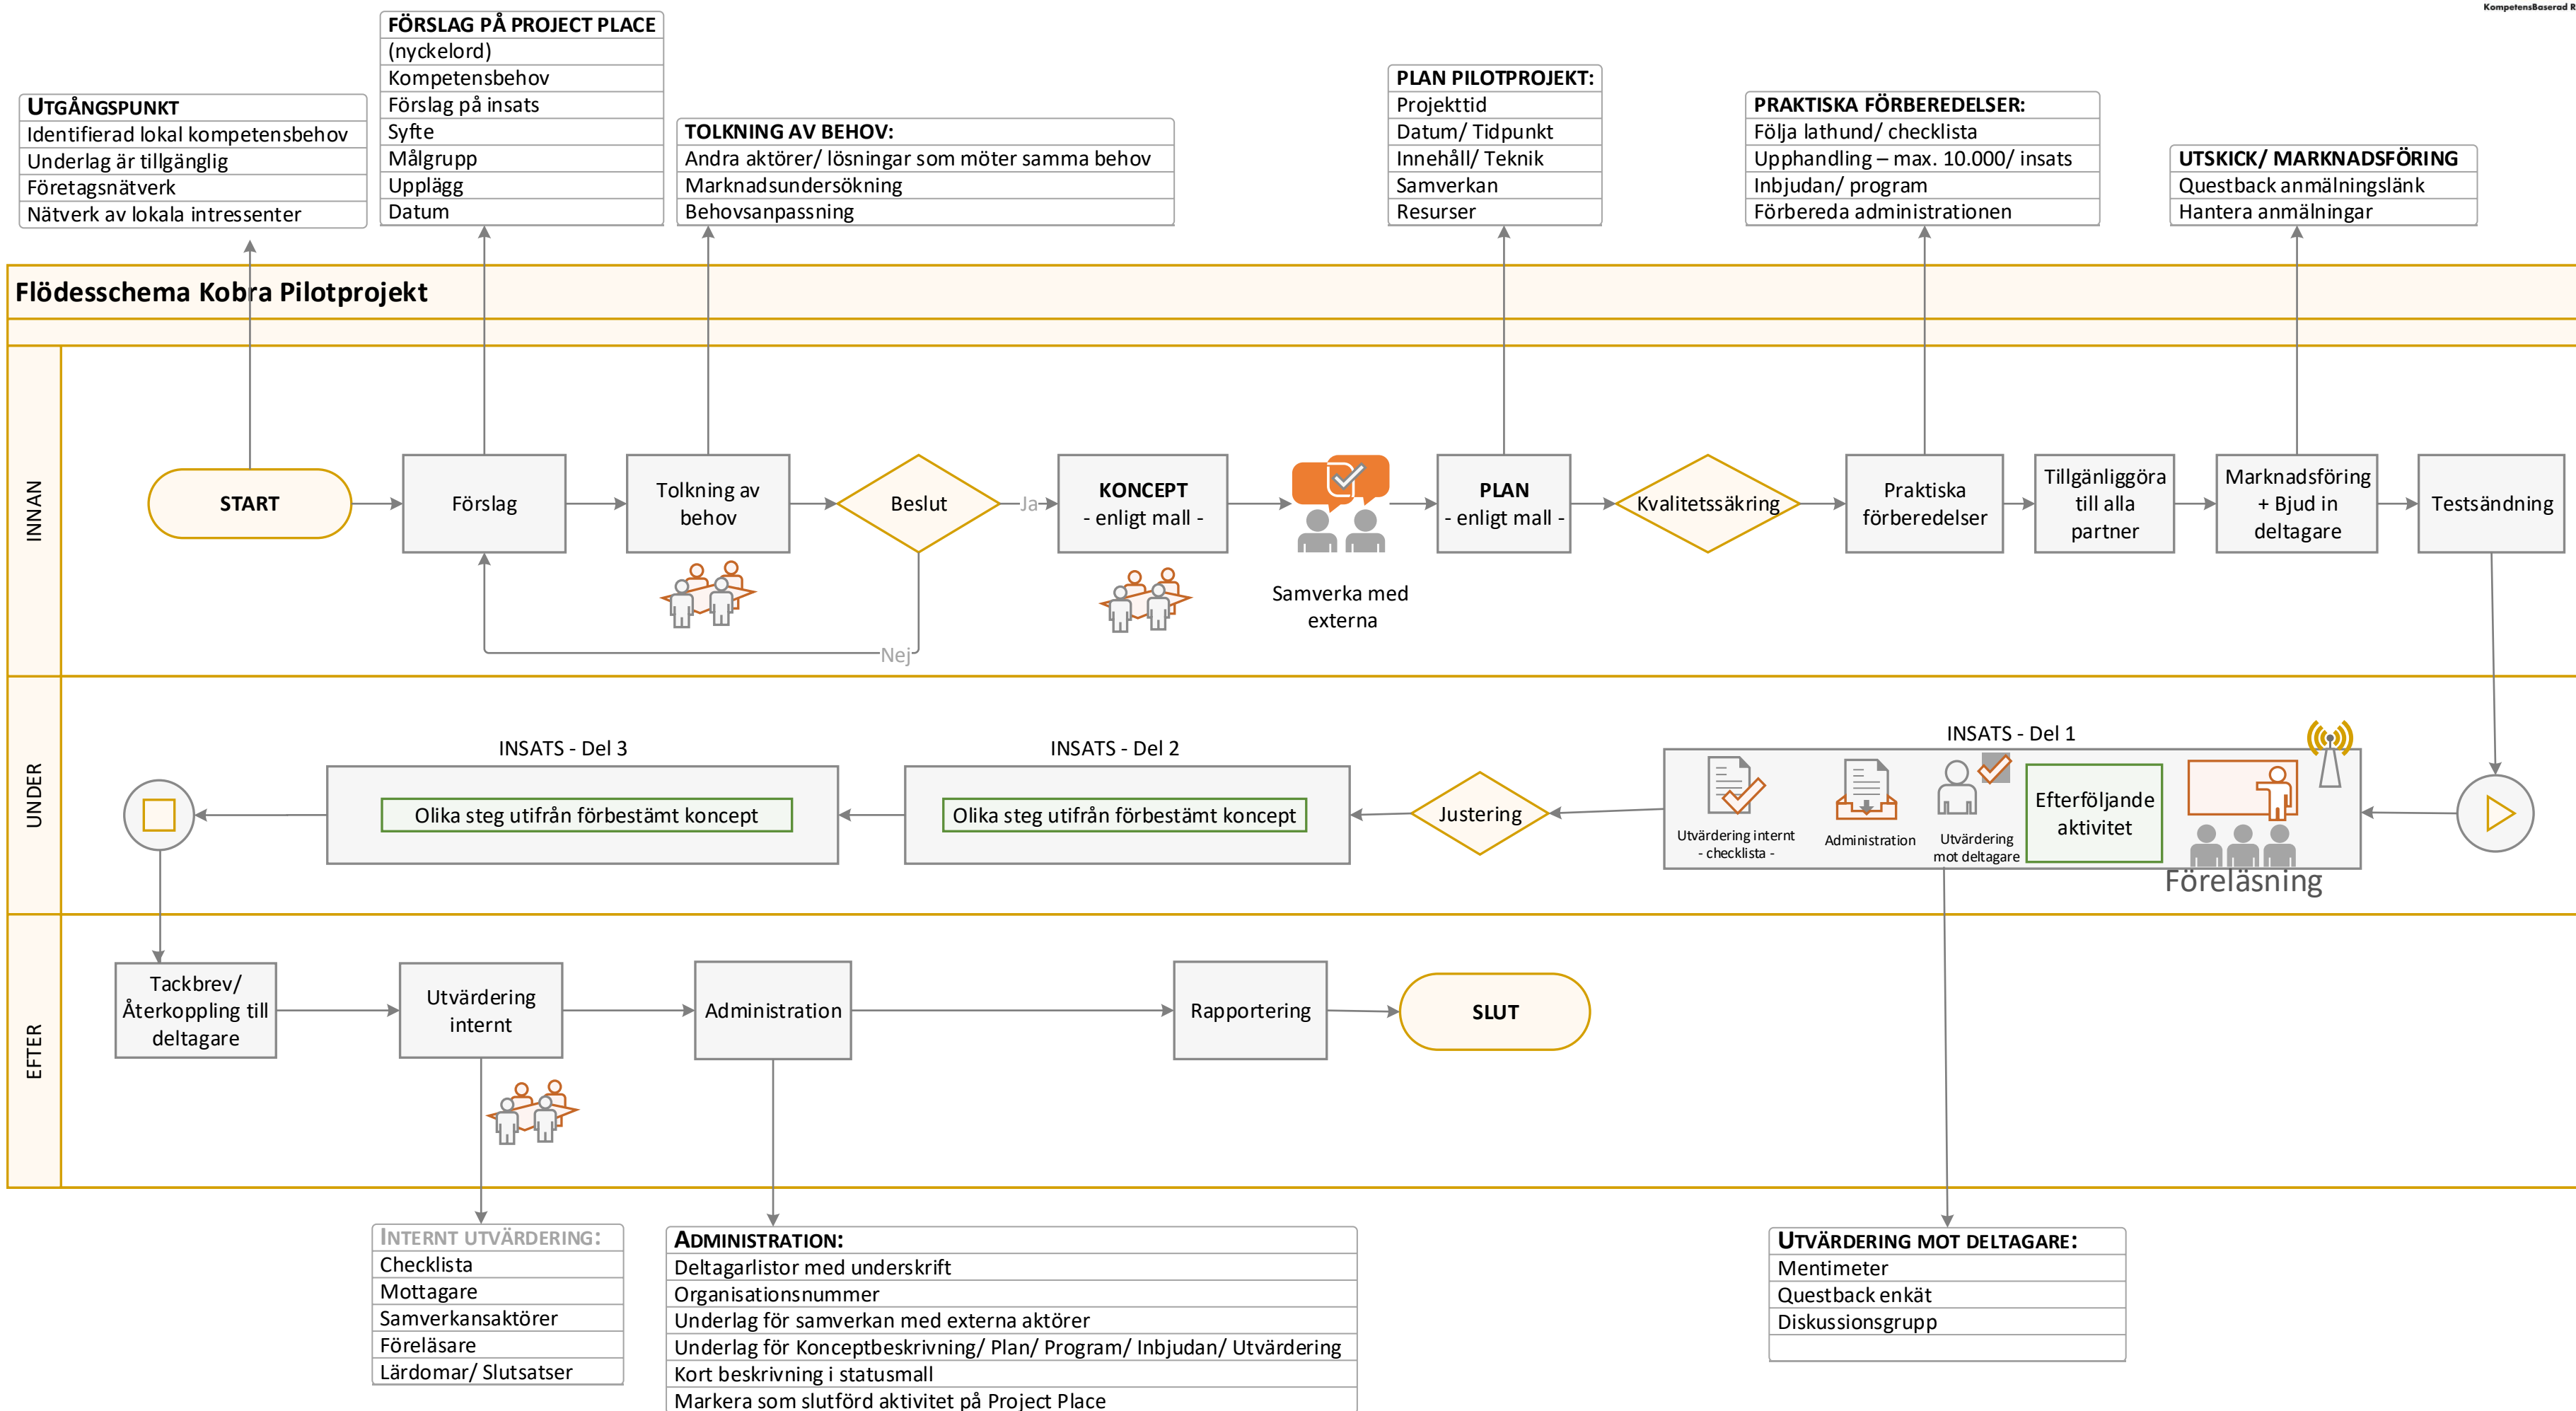 KompetensBaserad R
FÖRSLAG PÅ PROJECT PLACE
(nyckelord)
Kompetensbehov
Förslag på insats
Syfte
Målgrupp
Upplägg
Datum
UTGÅNGSPUNKT
Identifierad lokal kompetensbehov
Underlag är tillgänglig
Företagsnätverk
Nätverk av lokala intressenter
TOLKNING AV BEHOV:
Andra aktörer/ lösningar som möter samma behov
Marknadsundersökning
Behovsanpassning
PLAN PILOTPROJEKT:
Projekttid
Datum/ Tidpunkt
Innehåll/ Teknik
Samverkan
Resurser
PRAKTISKA FÖRBEREDELSER:
Följa lathund/ checklista
Upphandling – max. 10.000/ insats
Inbjudan/ program
Förbereda administrationen
UTSKICK/ MARKNADSFÖRING
Questback anmälningslänk
Hantera anmälningar
Flödesschema Kobra Pilotprojekt
INNAN
START
Förslag
Tolkning av
behov
Beslut
Ja
Nej
KONCEPT
- enligt mall -
Samverka med
externa
PLAN
- enligt mall -
Kvalitetssäkring
Praktiska
förberedelser
Tillgänliggöra
till alla
partner
Marknadsföring
+ Bjud in
deltagare
Testsändning
UNDER
INSATS - Del 3
Olika steg utifrån förbestämt koncept
INSATS - Del 2
Olika steg utifrån förbestämt koncept
Justering
INSATS - Del 1
Utvärdering internt
- checklista -
Administration
Utvärdering
mot deltagare
Efterföljande
aktivitet
Föreläsning
EFTER
Tackbrev/
Återkoppling till
deltagare
Utvärdering
internt
Administration
Rapportering
SLUT
INTERNT UTVÄRDERING:
Checklista
Mottagare
Samverkansaktörer
Föreläsare
Lärdomar/ Slutsatser
ADMINISTRATION:
Deltagarlistor med underskrift
Organisationsnummer
Underlag för samverkan med externa aktörer
Underlag för Konceptbeskrivning/ Plan/ Program/ Inbjudan/ Utvärdering
Kort beskrivning i statusmall
Markera som slutförd aktivitet på Project Place
UTVÄRDERING MOT DELTAGARE:
Mentimeter
Questback enkät
Diskussionsgrupp